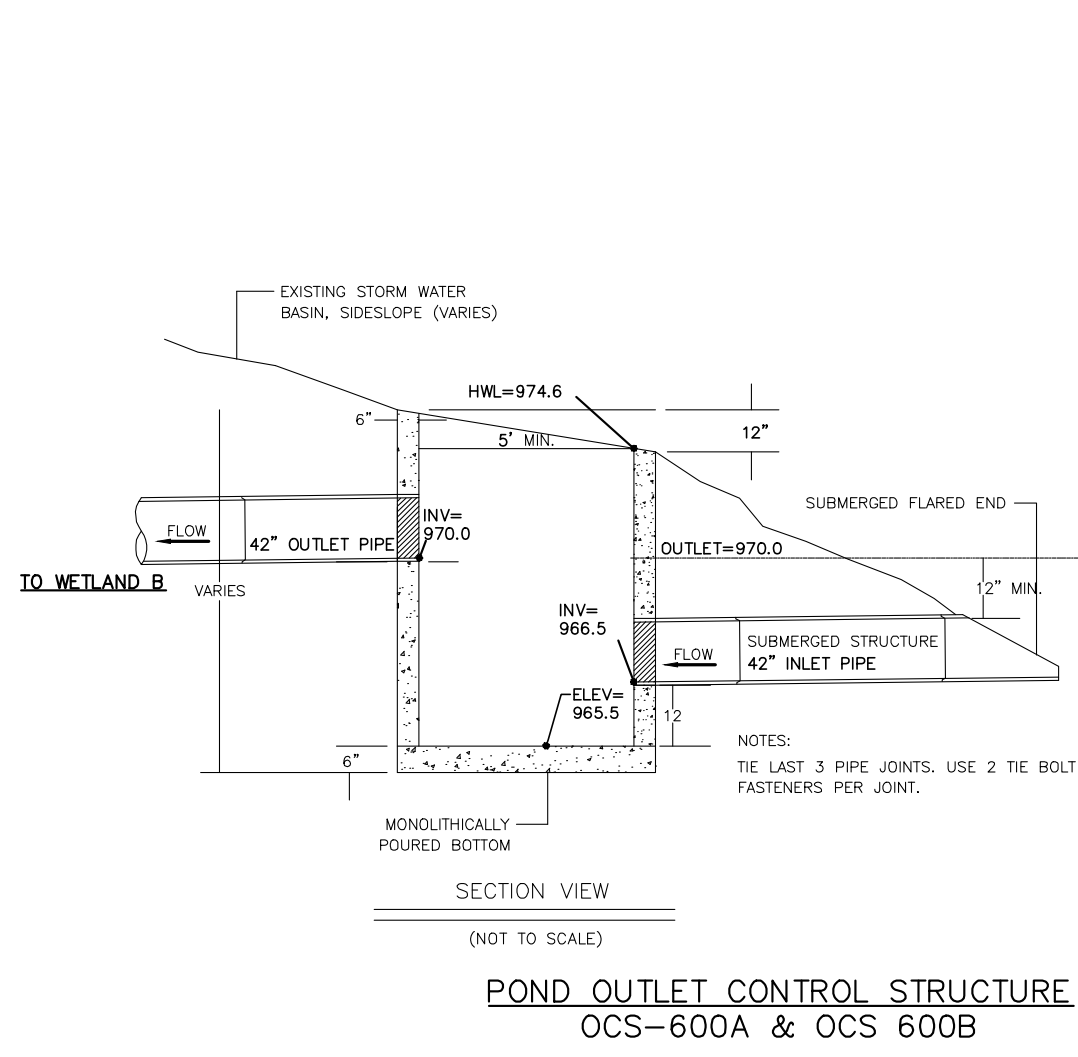 EXISTING STORM WATER
BASIN, SIDESLOPE (VARIES)
HWL=974.6
6"
12"
5' MIN.
SUBMERGED FLARED END
INV=
970.0
FLOW
42" OUTLET PIPE
OUTLET=970.0
TO WETLAND B
VARIES
12" MIN.
INV=
966.5
SUBMERGED STRUCTURE
FLOW
42" INLET PIPE
ELEV=
965.5
12
6"
NOTES:
TIE LAST 3 PIPE JOINTS. USE 2 TIE BOLT
FASTENERS PER JOINT.
MONOLITHICALLY
POURED BOTTOM
SECTION VIEW
(NOT TO SCALE)
POND OUTLET CONTROL STRUCTURE
OCS-600A & OCS 600B